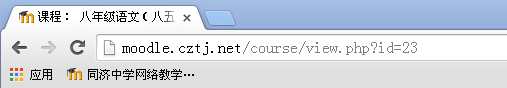 课程： 八年级语文（八五
moodle.cztj.net/course/view.php?id=23
应用 同济中学网络教学…